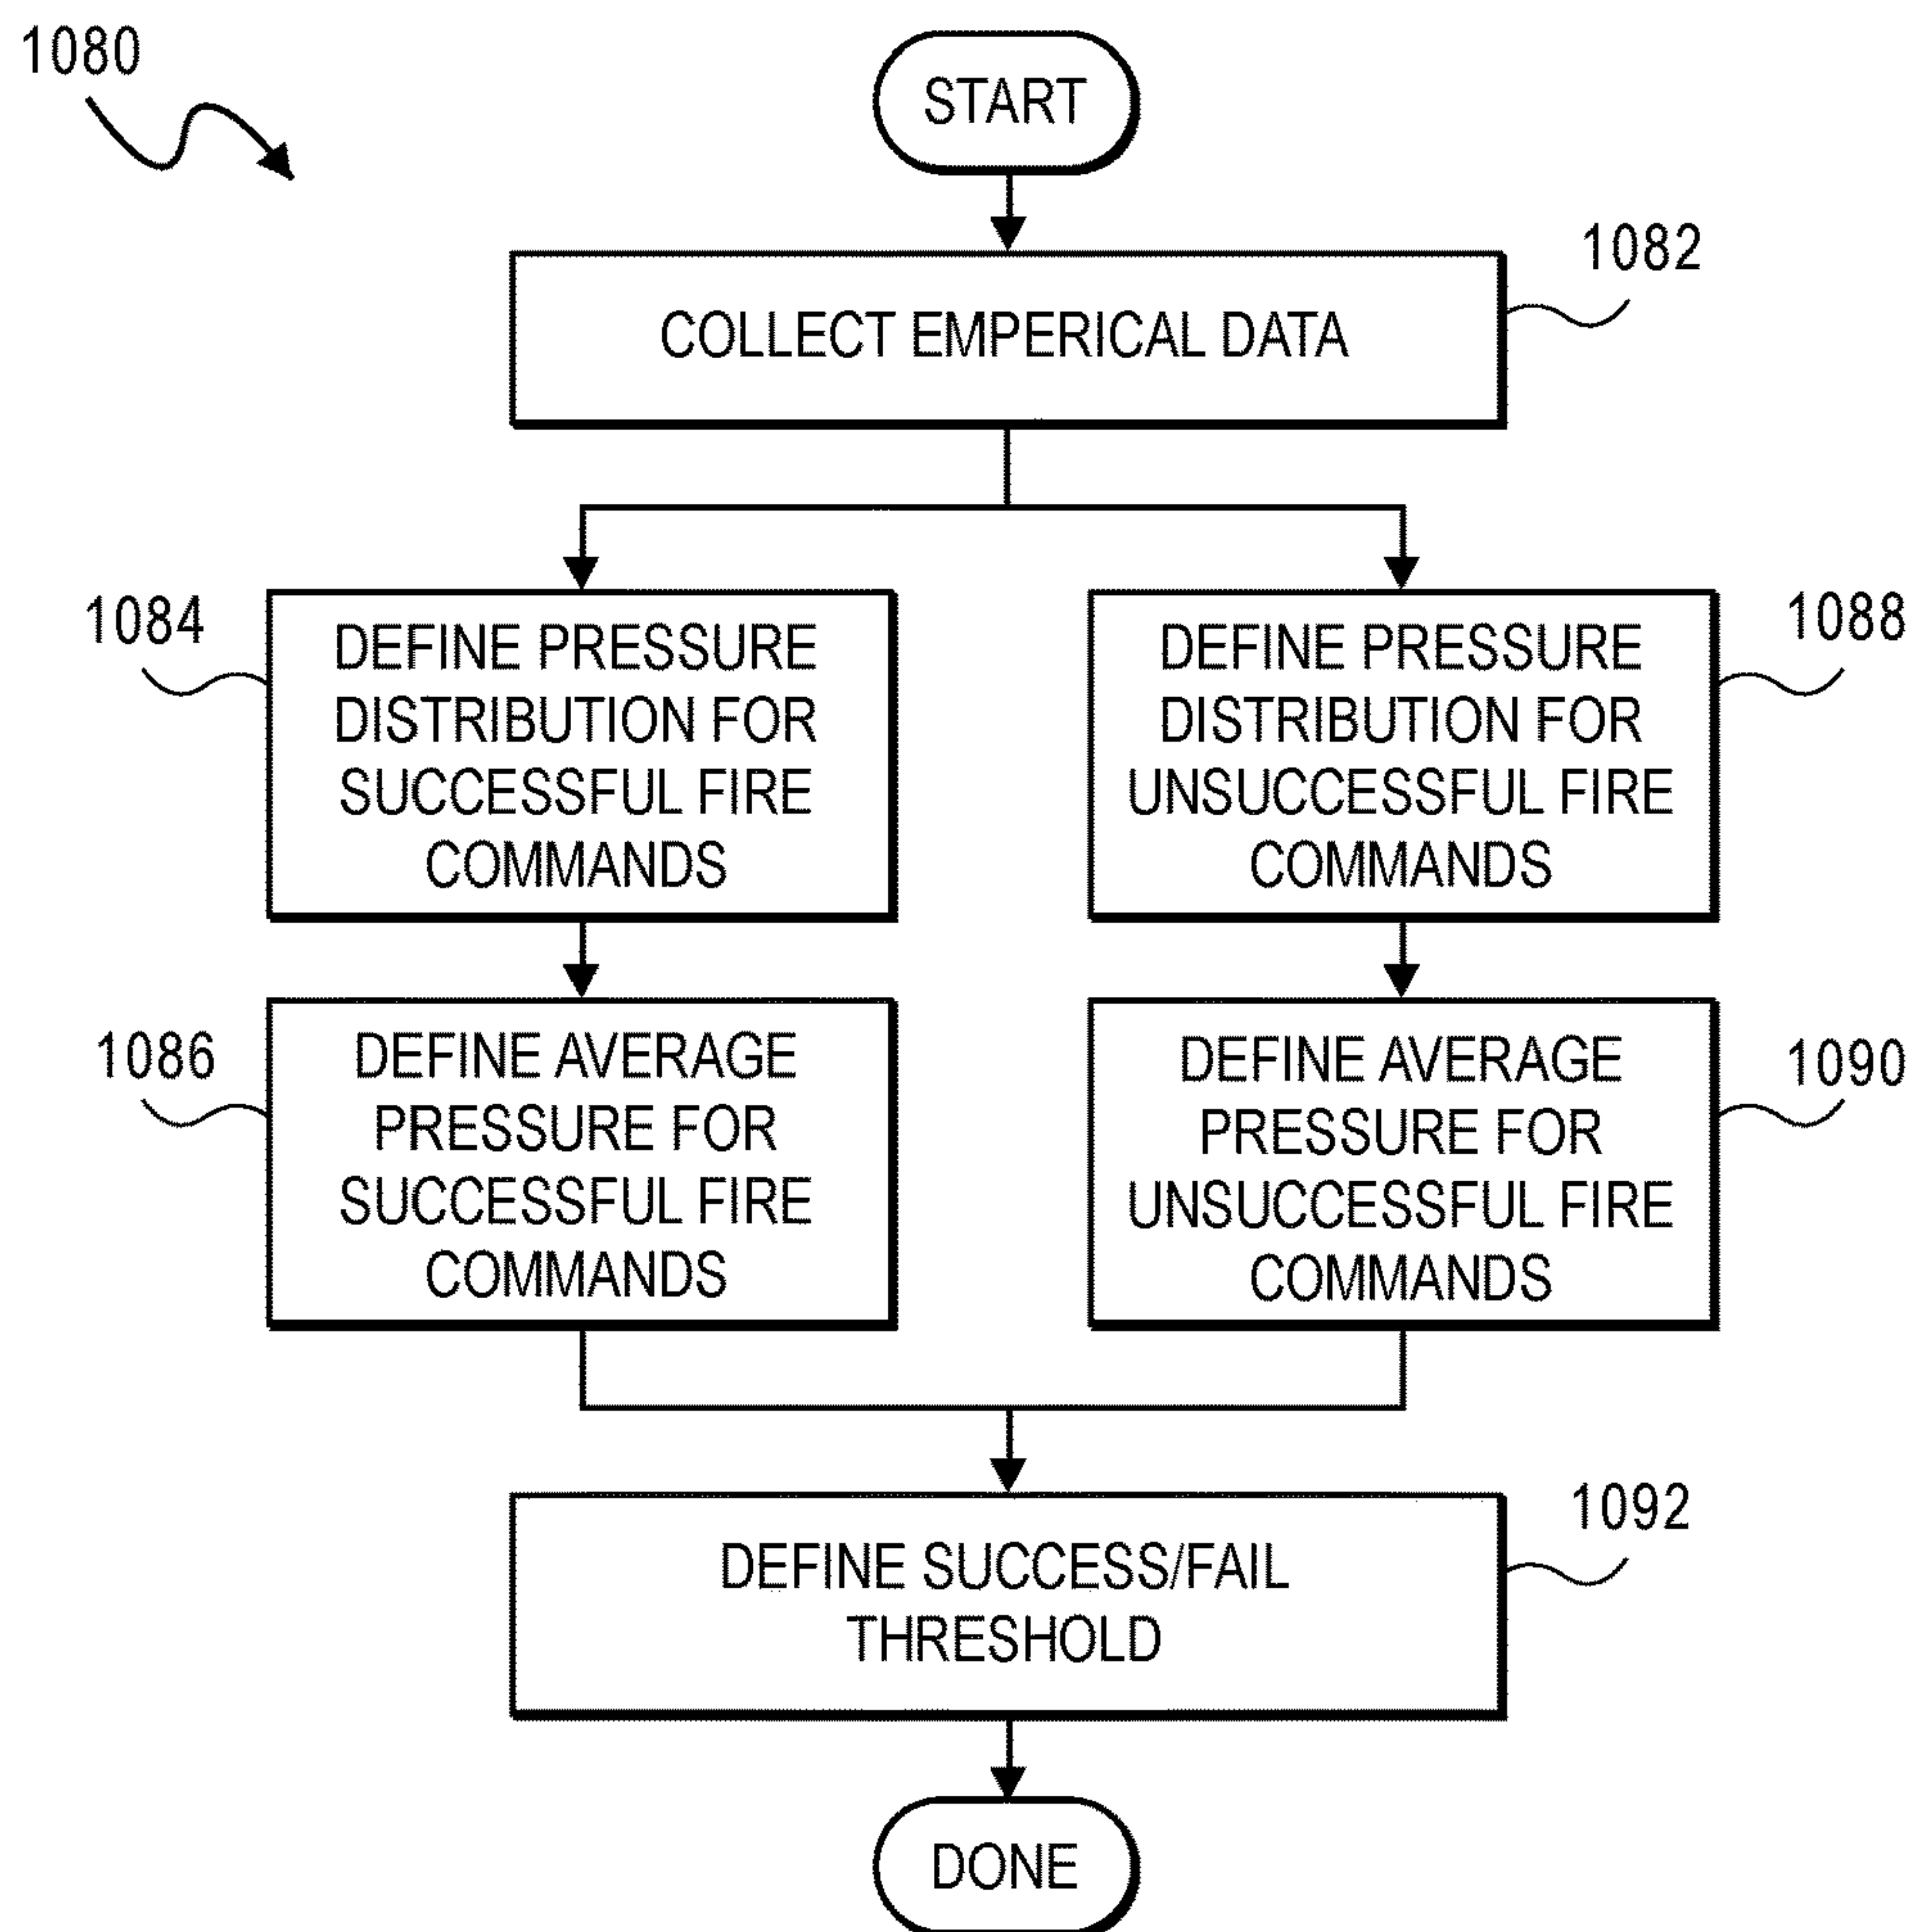 1080
START
1082
COLLECT EMPERICAL DATA
1084
DEFINE PRESSURE
DISTRIBUTION FOR
SUCCESSFUL FIRE
COMMANDS
1088
DEFINE PRESSURE
DISTRIBUTION FOR
UNSUCCESSFUL FIRE
COMMANDS
1086
DEFINE AVERAGE
PRESSURE FOR
SUCCESSFUL FIRE
COMMANDS
1090
DEFINE AVERAGE
PRESSURE FOR
UNSUCCESSFUL FIRE
COMMANDS
1092
DEFINE SUCCESS/FAIL
THRESHOLD
DONE